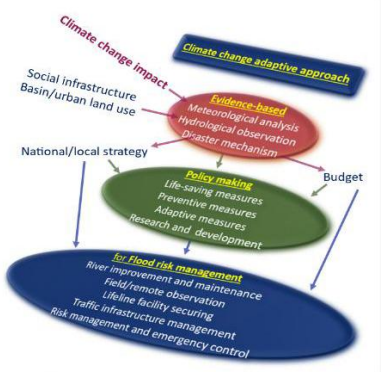 Climate change impact
Climate change adaptive approach
Social infrastructure
Basin/urban land use
Evidence-based
Meteorological analysis
Hydrological observation
Disaster mechanism
National/local strategy
Budget
Policy making
Life-saving measures
Preventive measures
Adaptive measures
Research and development
for Flood risk management
River improvement and maintenance
Field/remote observation
Lifeline facility securing
Traffic infrastructure management
Risk management and emergency control